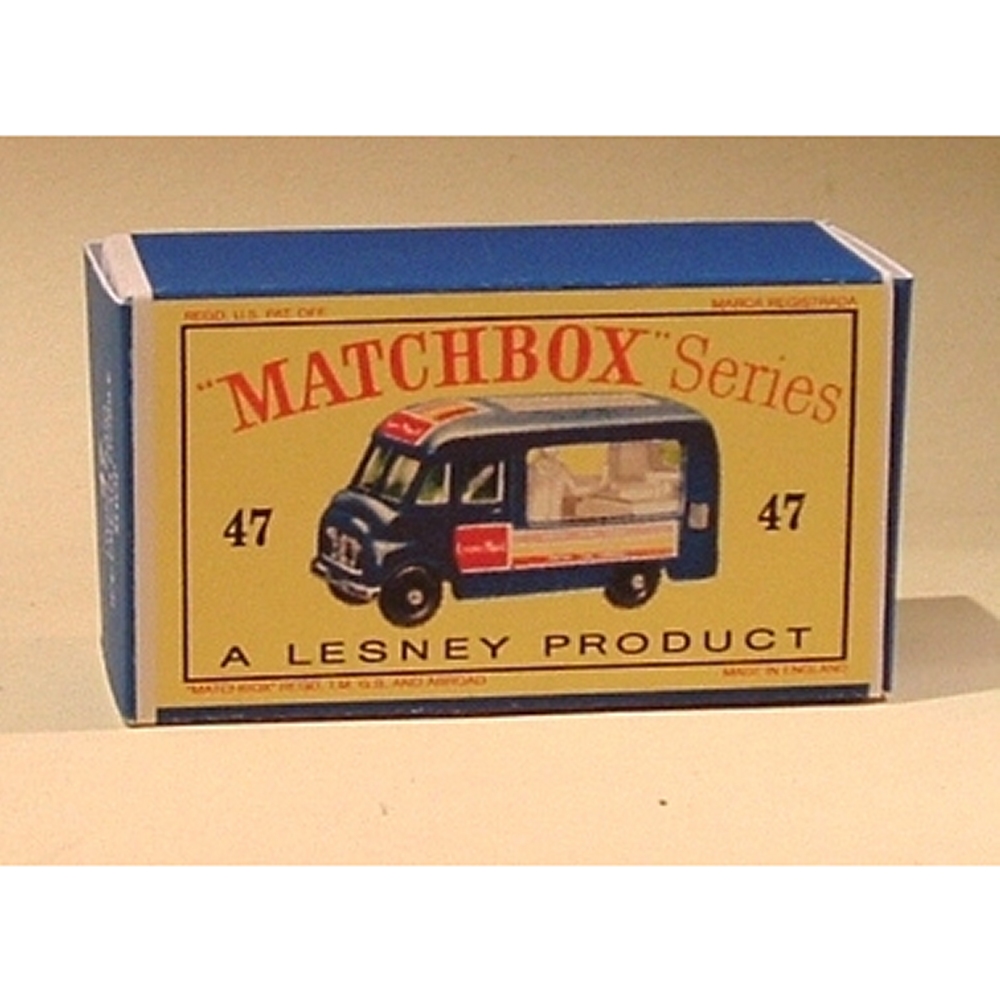 REGD. U.S. PAT. OFF. MARCA REGISTRADA
"MATCHBOX" Series
47 47
A LESNEY PRODUCT
"MATCHBOX" REGD. T.M. G.B. AND ABROAD MADE IN ENGLAND